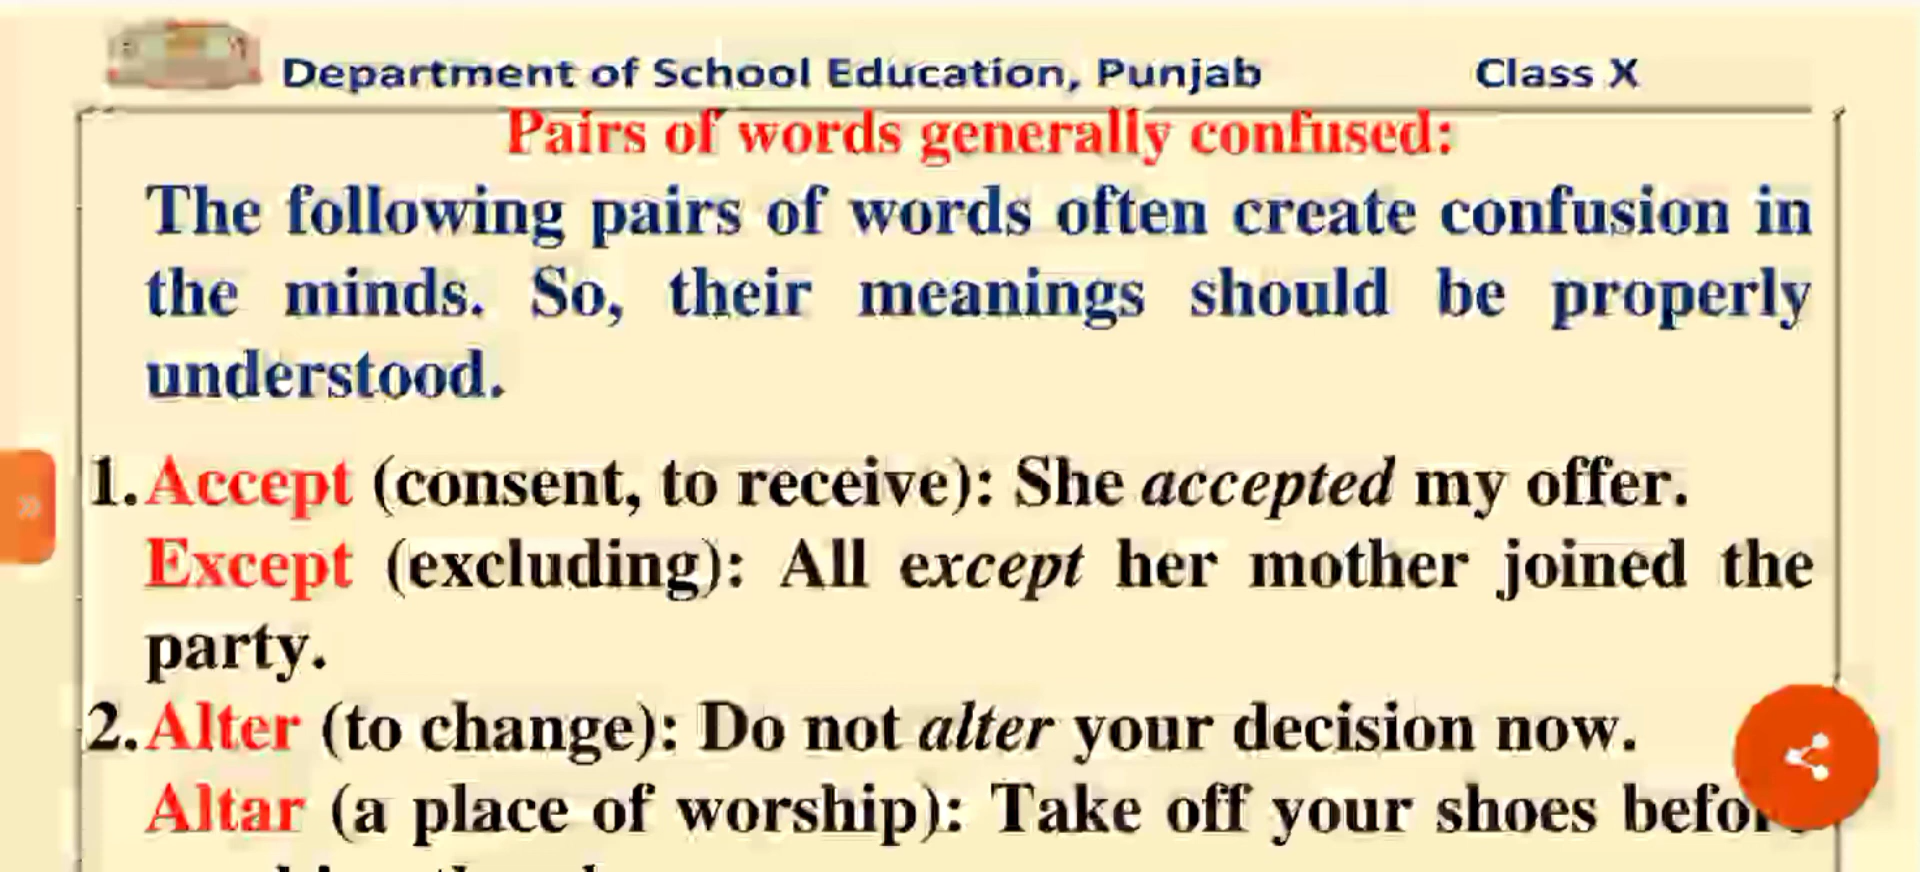 Department of School Education, Punjab Class X
Pairs of words generally confused:
The following pairs of words often create confusion in
the minds. So, their meanings should be properly
understood.
1. Accept (consent, to receive): She accepted my offer.
Except (excluding): All except her mother joined the
party.
2. Alter (to change): Do not alter your decision now.
Altar (a place of worship): Take off your shoes